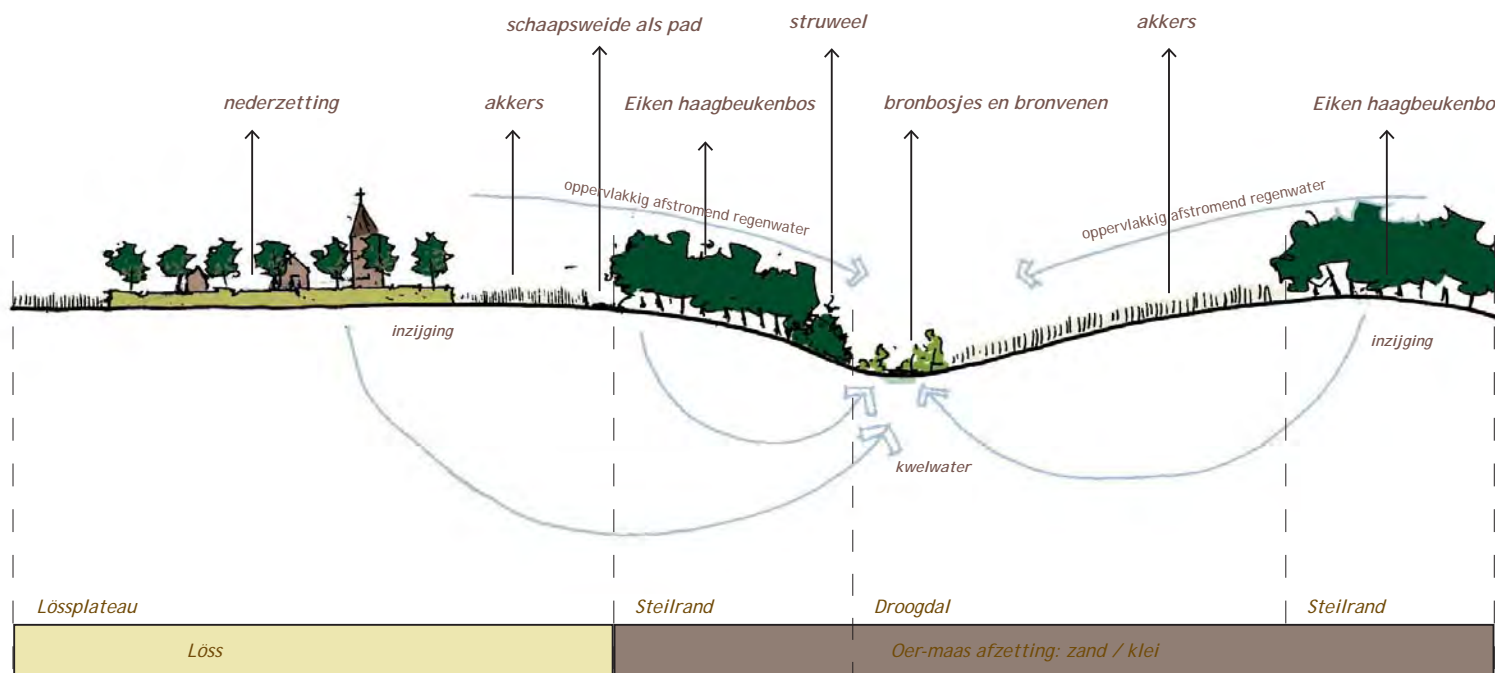 schaapsweide als pad
struweel
akkers
nederzetting
akkers
Eiken haagbeukenbos
bronbosjes en bronvenen
Eiken haagbeukenbo
oppervlakkig afstromend regenwater
oppervlakkig afstromend regenwater
inzijging
inzijging
kwelwater
Lössplateau
Steilrand
Droogdal
Steilrand
Löss
Oer-maas afzetting: zand / klei